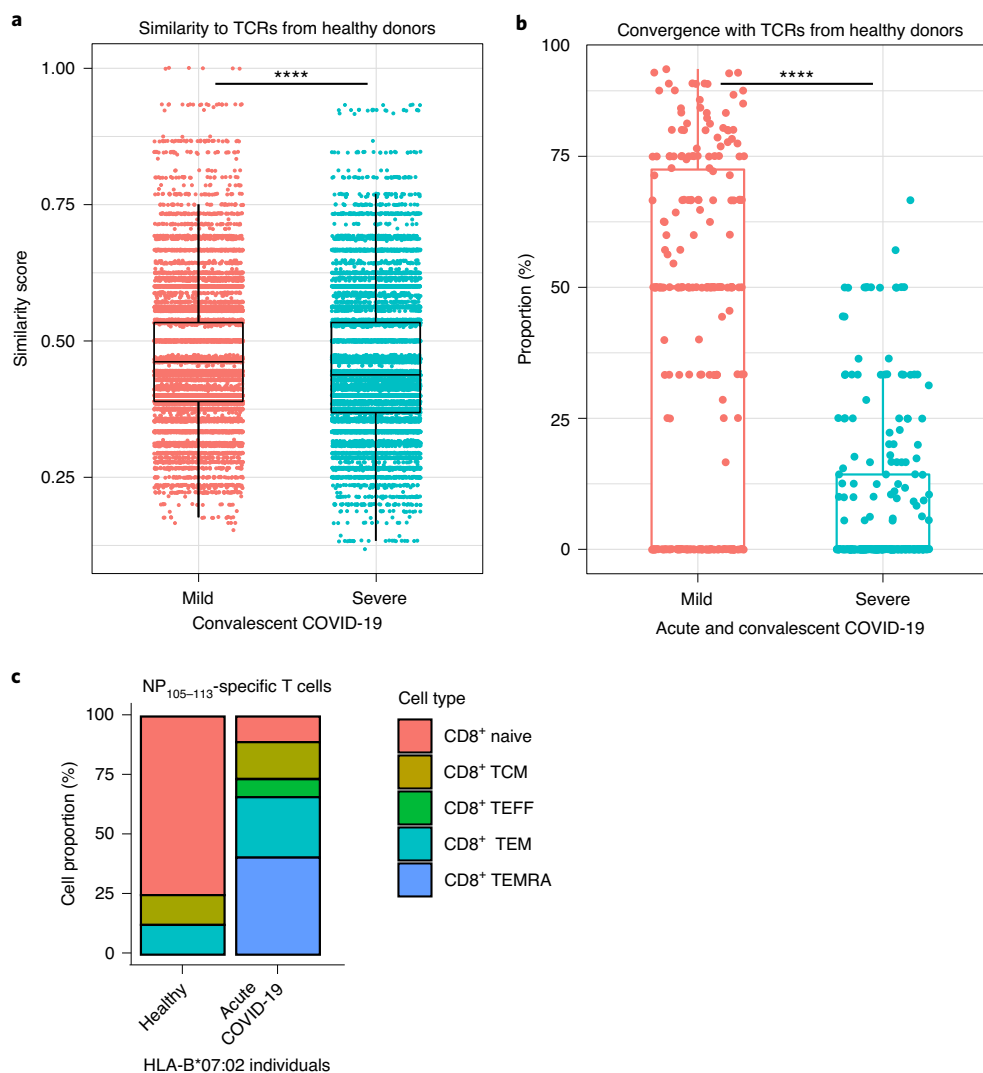 a
Similarity to TCRs from healthy donors
1.00
0.75
0.50
0.25
Similarity score
****
Mild
Severe
Convalescent COVID-19
b
Convergence with TCRs from healthy donors
100
75
50
25
0
Proportion (%)
****
Mild
Severe
Acute and convalescent COVID-19
c
NP105–113-specific T cells
100
75
50
25
0
Cell proportion (%)
Healthy
Acute
COVID-19
HLA-B*07:02 individuals
Cell type
CD8+ naive
CD8+ TCM
CD8+ TEFF
CD8+ TEM
CD8+ TEMRA